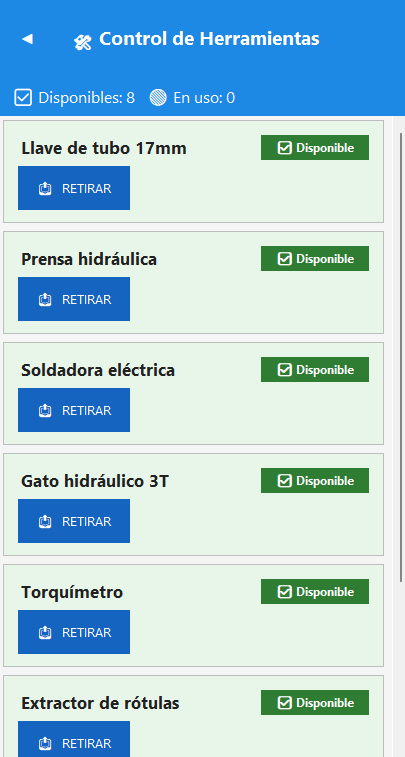 Control de Herramientas
Disponibles: 8 En uso: 0
Llave de tubo 17mm Disponible
RETIRAR
Prensa hidráulica Disponible
RETIRAR
Soldadora eléctrica Disponible
RETIRAR
Gato hidráulico 3T Disponible
RETIRAR
Torquímetro Disponible
RETIRAR
Extractor de rótulas Disponible
RETIRAR